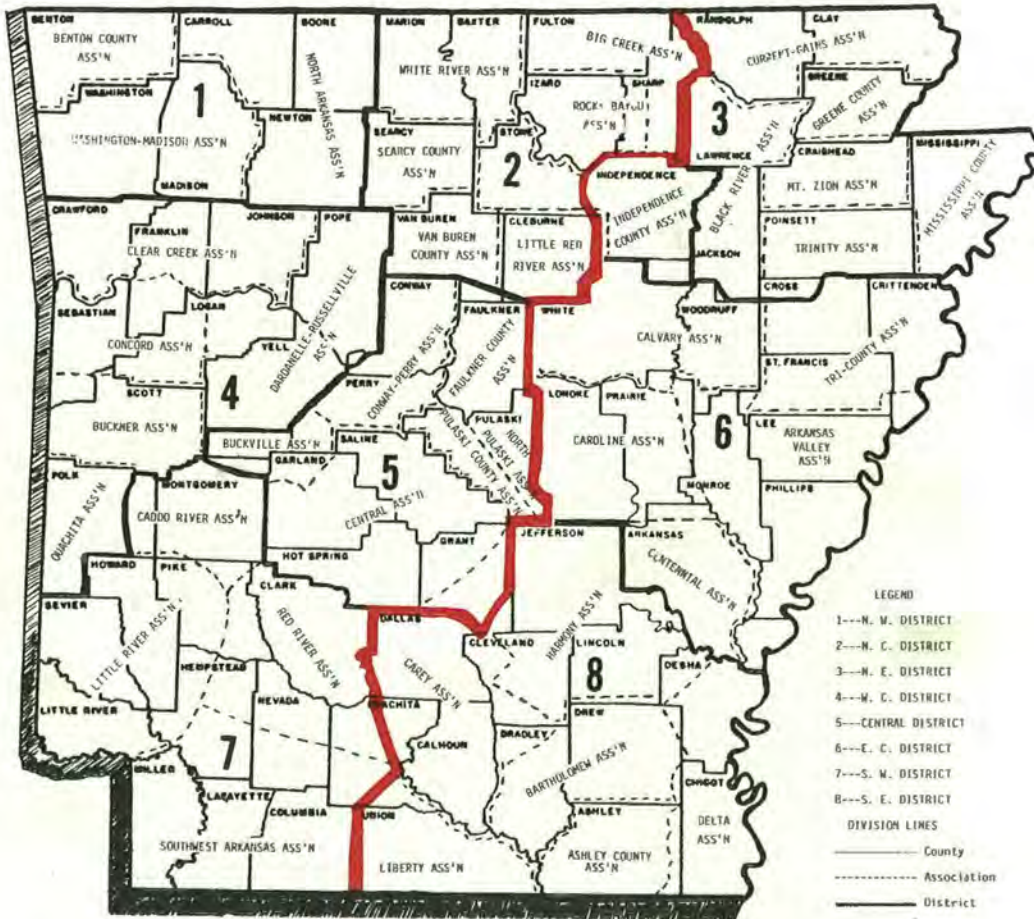 BENTON
CARROLL
BOONE
MARION
BAXTER
FULTON
RANDOLPH
CLAY
BENTON COUNTY
ASS'N
NORTH ARKANSAS ASS'N
WHITE RIVER ASS'N
BIG CREEK ASS'N
CURRENT-GAINS ASS'N
WASHINGTON
1
NEWTON
SEARCY
STONE
IZARD
SHARP
3
GREENE
GREENE COUNTY
ASS'N
WASHINGTON-MADISON ASS'N
SEARCY COUNTY
ASS'N
2
ROCKY BAYOU
ASS'N
LAWRENCE
CRAIGHEAD
MISSISSIPPI
MADISON
INDEPENDENCE
BLACK RIVER
ASS'N
MT. ZION ASS'N
MISSISSIPPI COUNTY
ASS'N
CRAWFORD
FRANKLIN
JOHNSON
POPE
VAN BUREN
VAN BUREN
COUNTY ASS'N
CLEBURNE
LITTLE RED
RIVER ASS'N
INDEPENDENCE
COUNTY ASS'N
JACKSON
POINSETT
TRINITY ASS'N
CLEAR CREEK ASS'N
CONWAY
CROSS
CRITTENDEN
SEBASTIAN
LOGAN
DARDANELLE-RUSSELLVILLE
ASS'N
FAULKNER
WHITE
WOODRUFF
CONCORD ASS'N
YELL
CONWAY-PERRY ASS'N
FAULKNER COUNTY
ASS'N
CALVARY ASS'N
ST. FRANCIS
TRI-COUNTY ASS'N
SCOTT
4
PERRY
LONOKE
PRAIRIE
BUCKNER ASS'N
PULASKI
6
LEE
ARKANSAS
VALLEY
ASS'N
BUCKVILLE ASS'N
SALINE
PULASKI
COUNTY ASS'N
NORTH
PULASKI ASS'N
CAROLINE ASS'N
POLK
GARLAND
5
MONROE
PHILLIPS
MONTGOMERY
OUACHITA ASS'N
CADDO RIVER ASS'N
CENTRAL ASS'N
HOT SPRING
GRANT
JEFFERSON
ARKANSAS
CENTENNIAL ASS'N
HOWARD
PIKE
CLARK
SEVIER
LITTLE RIVER ASS'N
RED RIVER ASS'N
DALLAS
CLEVELAND
HARMONY ASS'N
LINCOLN
DESHA
HEMPSTEAD
CAREY ASS'N
8
LITTLE RIVER
NEVADA
OUACHITA
DREW
7
CALHOUN
BRADLEY
BARTHOLOMEW ASS'N
MILLER
LAFAYETTE
CHICOT
COLUMBIA
UNION
ASHLEY
DELTA
ASS'N
SOUTHWEST ARKANSAS ASS'N
LIBERTY ASS'N
ASHLEY COUNTY
ASS'N
LEGEND
1---N. W. DISTRICT
2---N. C. DISTRICT
3---N. E. DISTRICT
4---W. C. DISTRICT
5---CENTRAL DISTRICT
6---E. C. DISTRICT
7---S. W. DISTRICT
8---S. E. DISTRICT
DIVISION LINES
County
Association
District